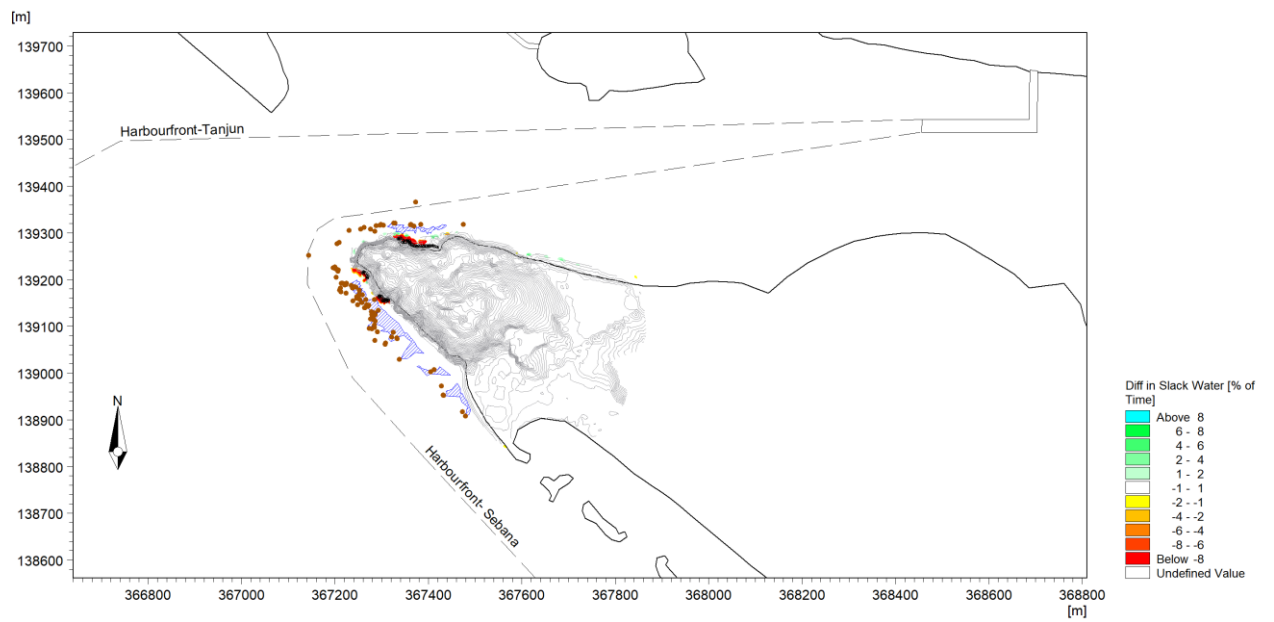 [m]
139700
139600
Harbourfront-Tanjun
139500
139400
139300
139200
139100
139000
N
138900
138800
Harbourfront- Sebana
138700
138600
366800 367000 367200 367400 367600 367800 368000 368200 368400 368600 368800
[m]
Diff in Slack Water [% of
Time]
Above 8
6 - 8
4 - 6
2 - 4
1 - 2
-1 - 1
-2 - -1
-4 - -2
-6 - -4
-8 - -6
Below -8
Undefined Value